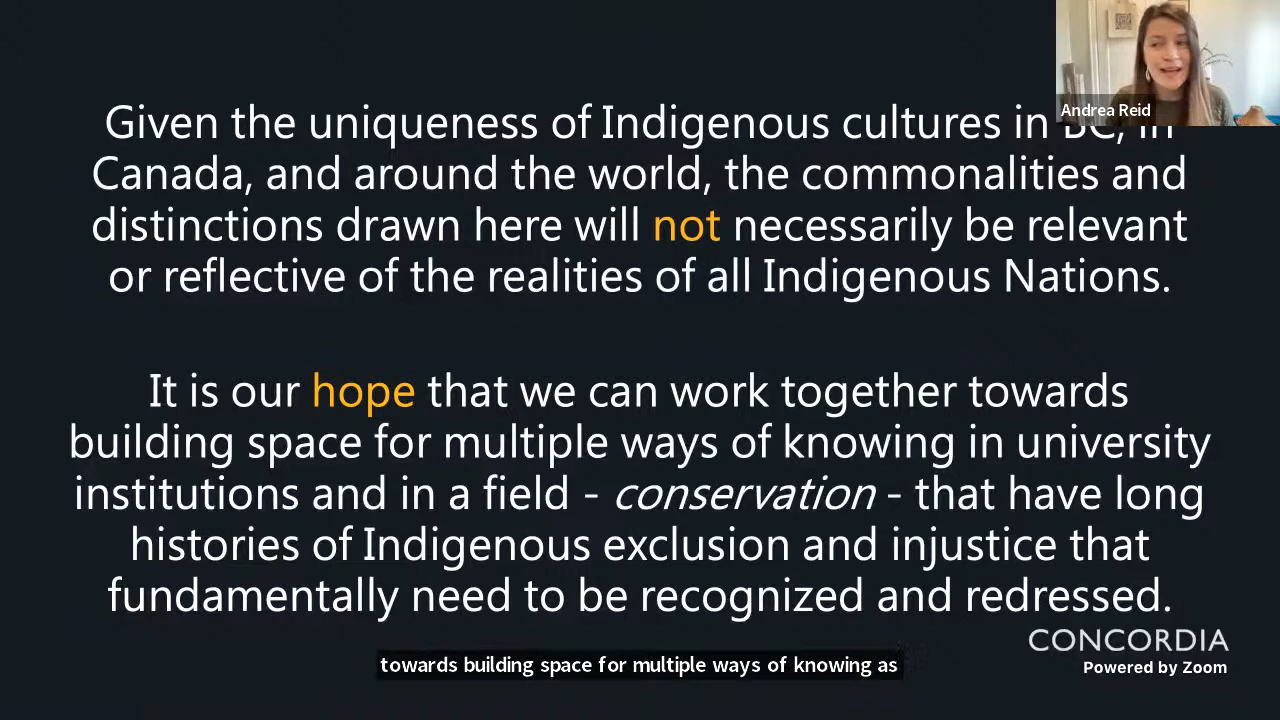 Andrea Reid
Given the uniqueness of Indigenous cultures in BC, in
Canada, and around the world, the commonalities and
distinctions drawn here will not necessarily be relevant
or reflective of the realities of all Indigenous Nations.
It is our hope that we can work together towards
building space for multiple ways of knowing in university
institutions and in a field - conservation - that have long
histories of Indigenous exclusion and injustice that
fundamentally need to be recognized and redressed.
CONCORDIA
towards building space for multiple ways of knowing as
Powered by Zoom